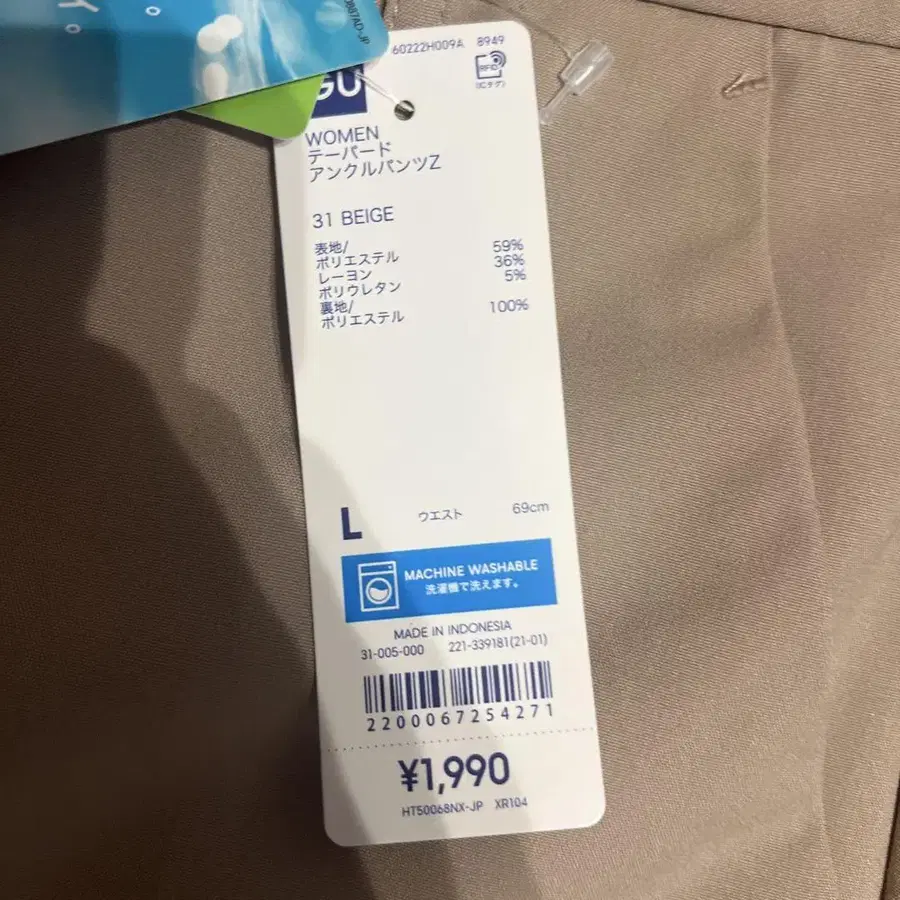 0887AD-JP
60222H009A 8949
RFID
(ICタグ)
GU
WOMEN
テーパード
アンクルパンツZ
31 BEIGE
表地/
ポリエステル 59%
レーヨン 36%
ポリウレタン 5%
裏地/
ポリエステル 100%
L ウエスト 69cm
MACHINE WASHABLE
洗濯機で洗えます。
MADE IN INDONESIA
31-005-000 221-339181(21-01)
2200067254271
¥1,990
HT50068NX-JP XR104